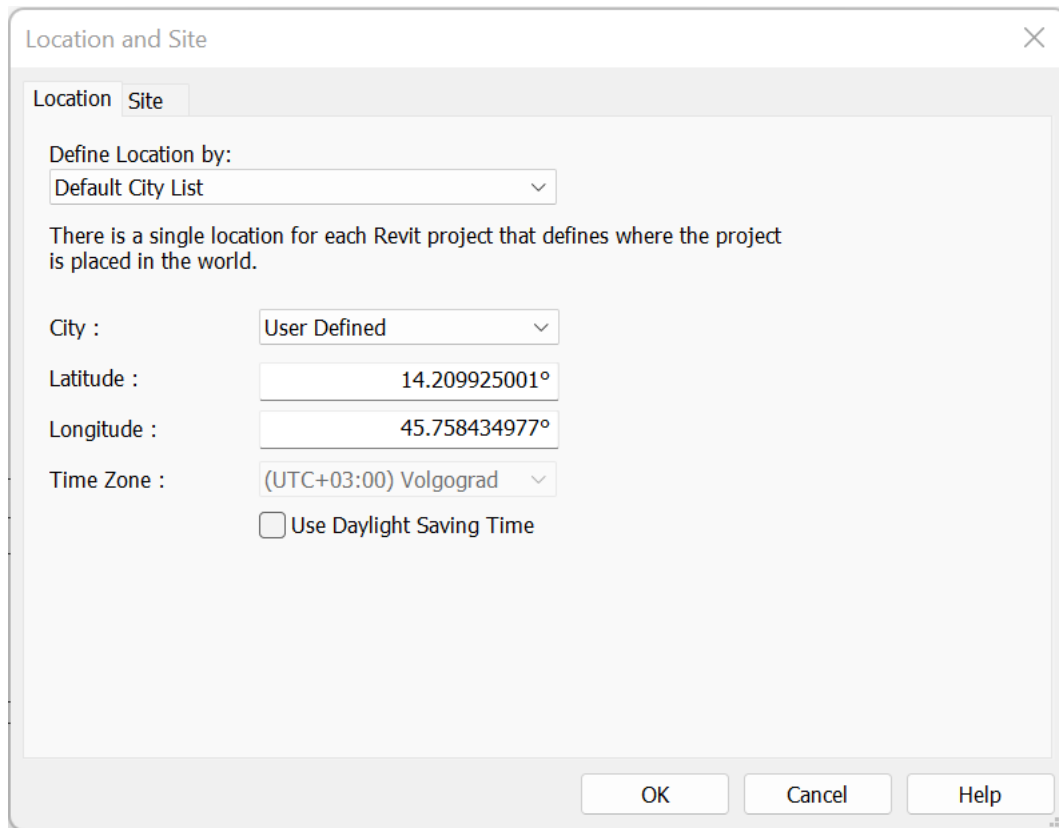 Location and Site
Location Site
Define Location by:
Default City List
There is a single location for each Revit project that defines where the project
is placed in the world.
City : User Defined
Latitude : 14.209925001°
Longitude : 45.758434977°
Time Zone : (UTC+03:00) Volgograd
Use Daylight Saving Time
OK Cancel Help